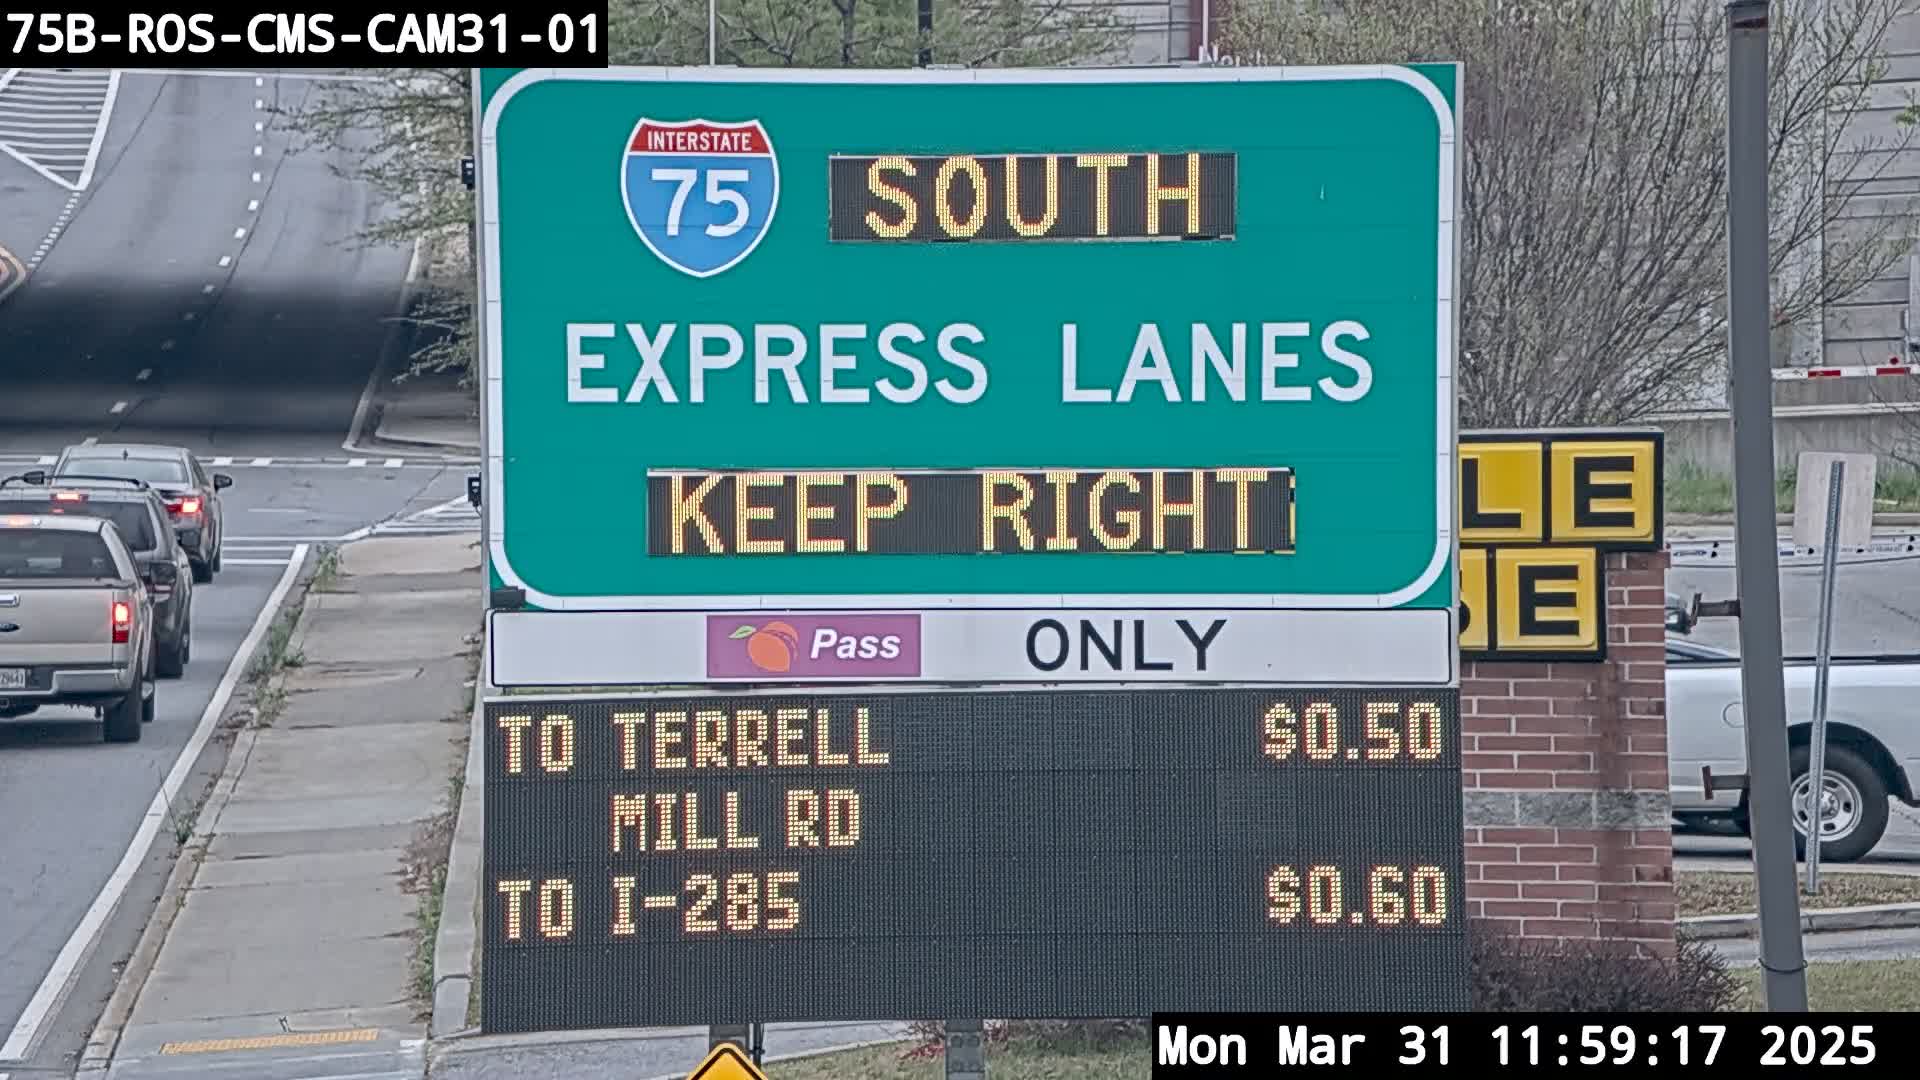 75B-ROS-CMS-CAM31-01
INTERSTATE
75
SOUTH
EXPRESS LANES
KEEP RIGHT
Pass ONLY
TO TERRELL $0.50
MILL RD
TO I-285 $0.60
LE
E
Mon Mar 31 11:59:17 2025